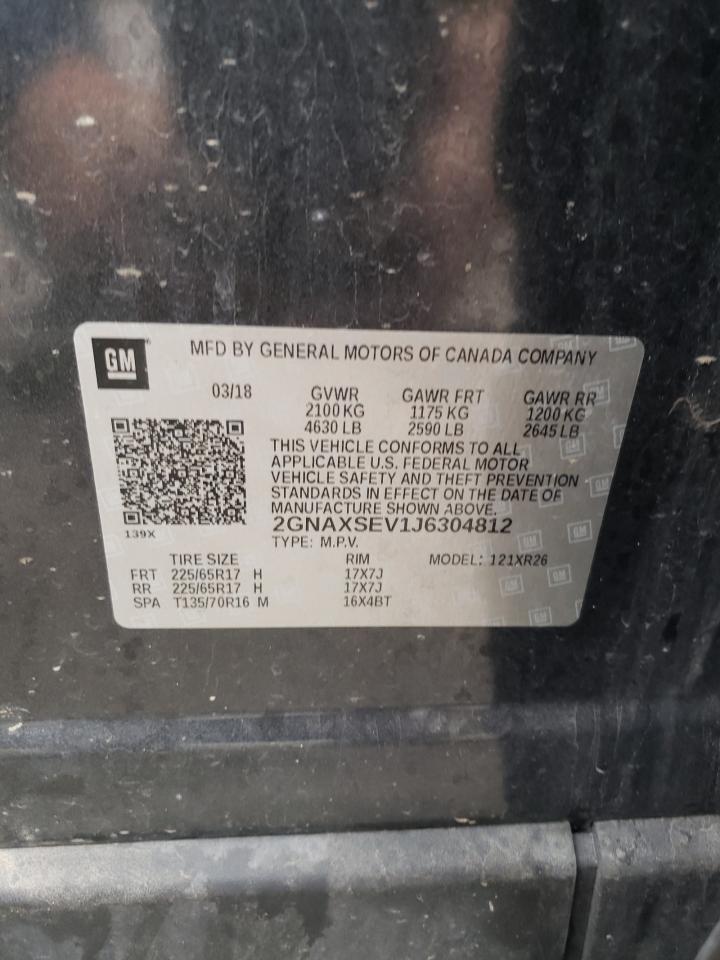 GM
MFD BY GENERAL MOTORS OF CANADA COMPANY
03/18 GVWR GAWR FRT GAWR RR
2100 KG 1175 KG 1200 KG
4630 LB 2590 LB 2645 LB
THIS VEHICLE CONFORMS TO ALL
APPLICABLE U.S. FEDERAL MOTOR
VEHICLE SAFETY AND THEFT PREVENTION
STANDARDS IN EFFECT ON THE DATE OF
MANUFACTURE SHOWN ABOVE.
2GNAXSEV1J6304812
139X
TYPE: M.P.V.
TIRE SIZE RIM MODEL: 121XR26
FRT 225/65R17 H 17X7J
RR 225/65R17 H 17X7J
SPA T135/70R16 M 16X4BT